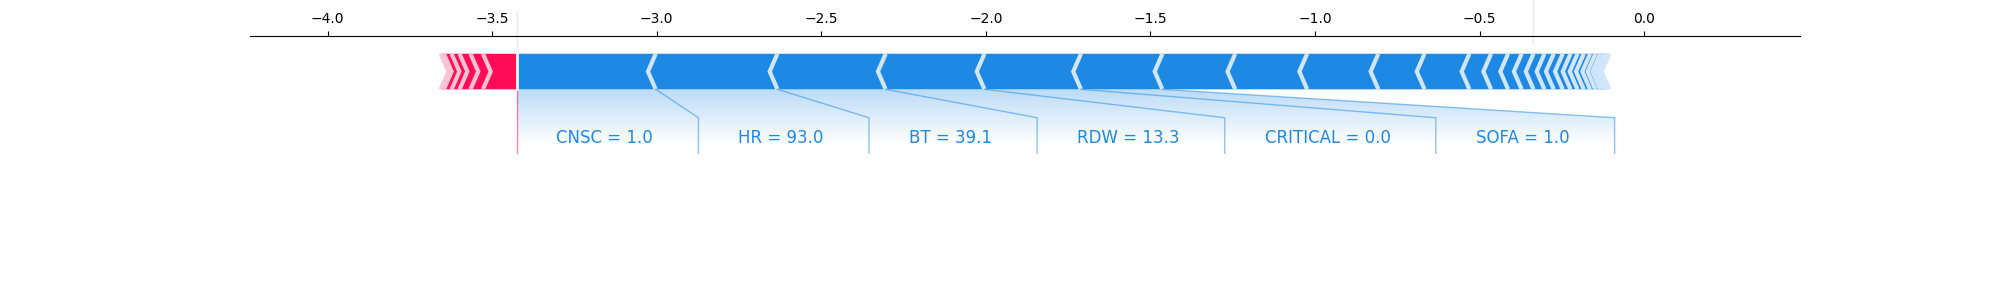 −4.0 −3.5 −3.0 −2.5 −2.0 −1.5 −1.0 −0.5 0.0
CNSC = 1.0 HR = 93.0 BT = 39.1 RDW = 13.3 CRITICAL = 0.0 SOFA = 1.0